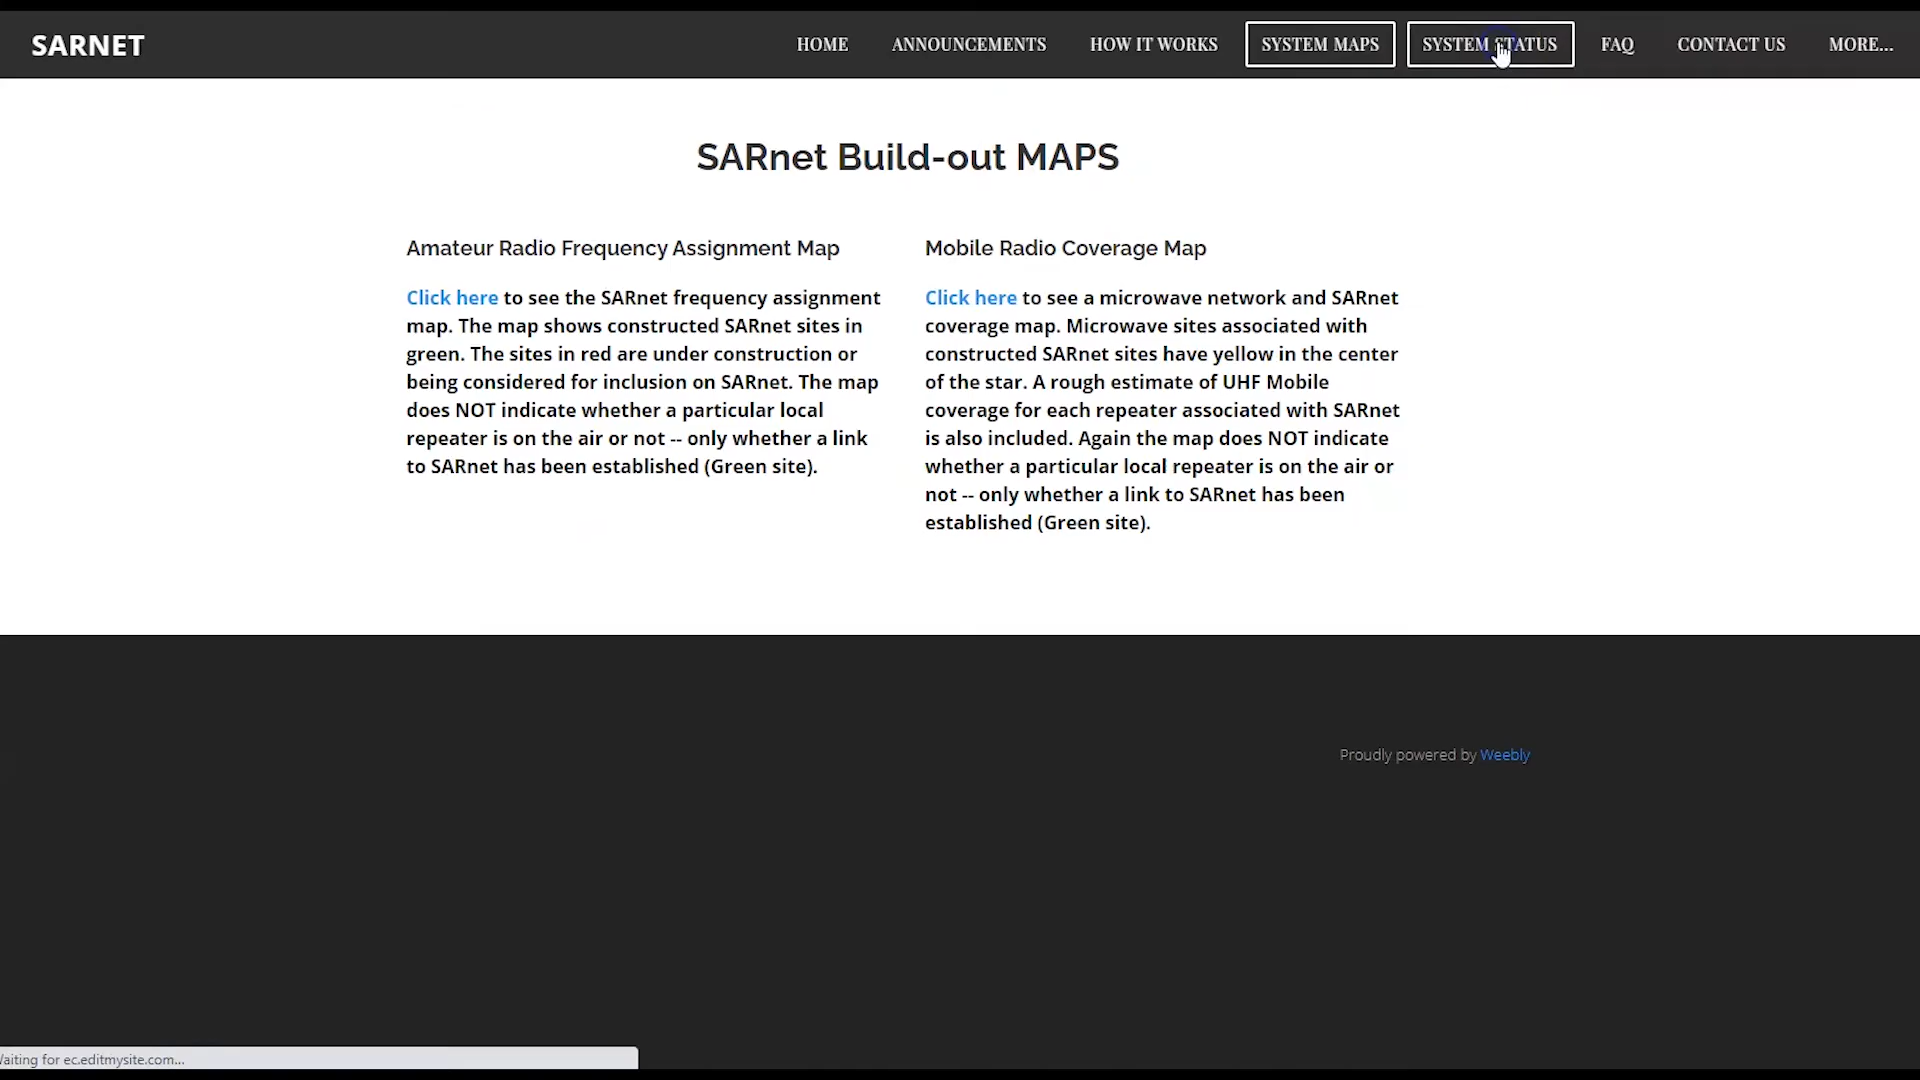 SARNET
HOME ANNOUNCEMENTS HOW IT WORKS SYSTEM MAPS SYSTEM STATUS FAQ CONTACT US MORE...
SARnet Build-out MAPS
Amateur Radio Frequency Assignment Map
Click here to see the SARnet frequency assignment
map. The map shows constructed SARnet sites in
green. The sites in red are under construction or
being considered for inclusion on SARnet. The map
does NOT indicate whether a particular local
repeater is on the air or not -- only whether a link
to SARnet has been established (Green site).
Mobile Radio Coverage Map
Click here to see a microwave network and SARnet
coverage map. Microwave sites associated with
constructed SARnet sites have yellow in the center
of the star. A rough estimate of UHF Mobile
coverage for each repeater associated with SARnet
is also included. Again the map does NOT indicate
whether a particular local repeater is on the air or
not -- only whether a link to SARnet has been
established (Green site).
Proudly powered by Weebly
aiting for ec.editmysite.com...